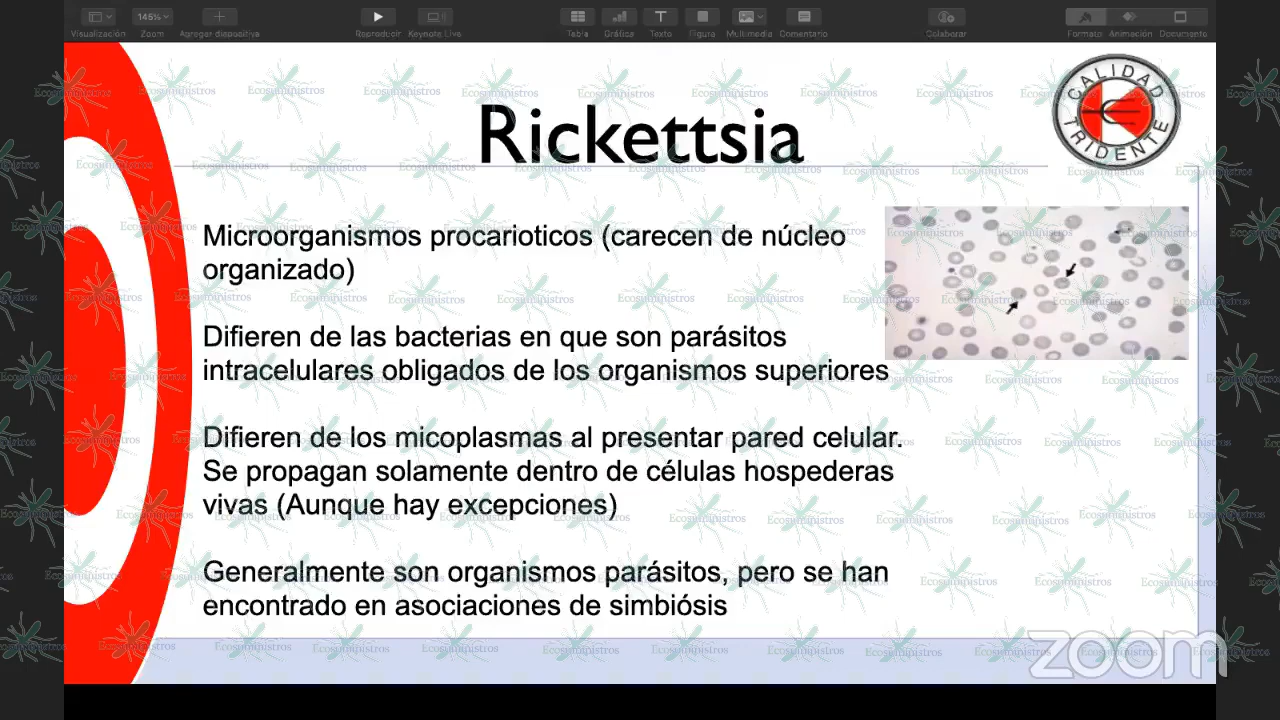 Visualización
145%
Zoom
Agregar diapositiva
Reproducir
Keynote Live
Tabla
Gráfica
Texto
Figura
Multimedia
Comentario
Colaborar
Formato
Animación
Documento
CALIDAD
TRIDENTE
Rickettsia
Microorganismos procarioticos (carecen de núcleo
organizado)
Difieren de las bacterias en que son parásitos
intracelulares obligados de los organismos superiores
Difieren de los micoplasmas al presentar pared celular.
Se propagan solamente dentro de células hospederas
vivas (Aunque hay excepciones)
Generalmente son organismos parásitos, pero se han
encontrado en asociaciones de simbiósis
Ecosuministros
zoom